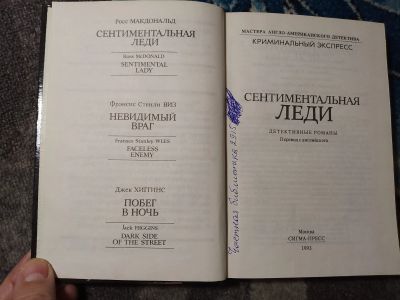 Росс МАКДОНАЛЬД
СЕНТИМЕНТАЛЬНАЯ
ЛЕДИ
Ross McDONALD
SENTIMENTAL
LADY
Фрэнсис Стенли ВИЗ
НЕВИДИМЫЙ
ВРАГ
Frances Stanley WEES
FACELESS
ENEMY
Джек ХИГГИНС
ПОБЕГ
В НОЧЬ
Jack HIGGINS
DARK SIDE
OF THE STREET
МАСТЕРА АНГЛО-АМЕРИКАНСКОГО ДЕТЕКТИВА
КРИМИНАЛЬНЫЙ ЭКСПРЕСС
СЕНТИМЕНТАЛЬНАЯ
ЛЕДИ
ДЕТЕКТИВНЫЕ РОМАНЫ
Перевод с английского
Частная библиотека
Москва
СИГМА-ПРЕСС
1993